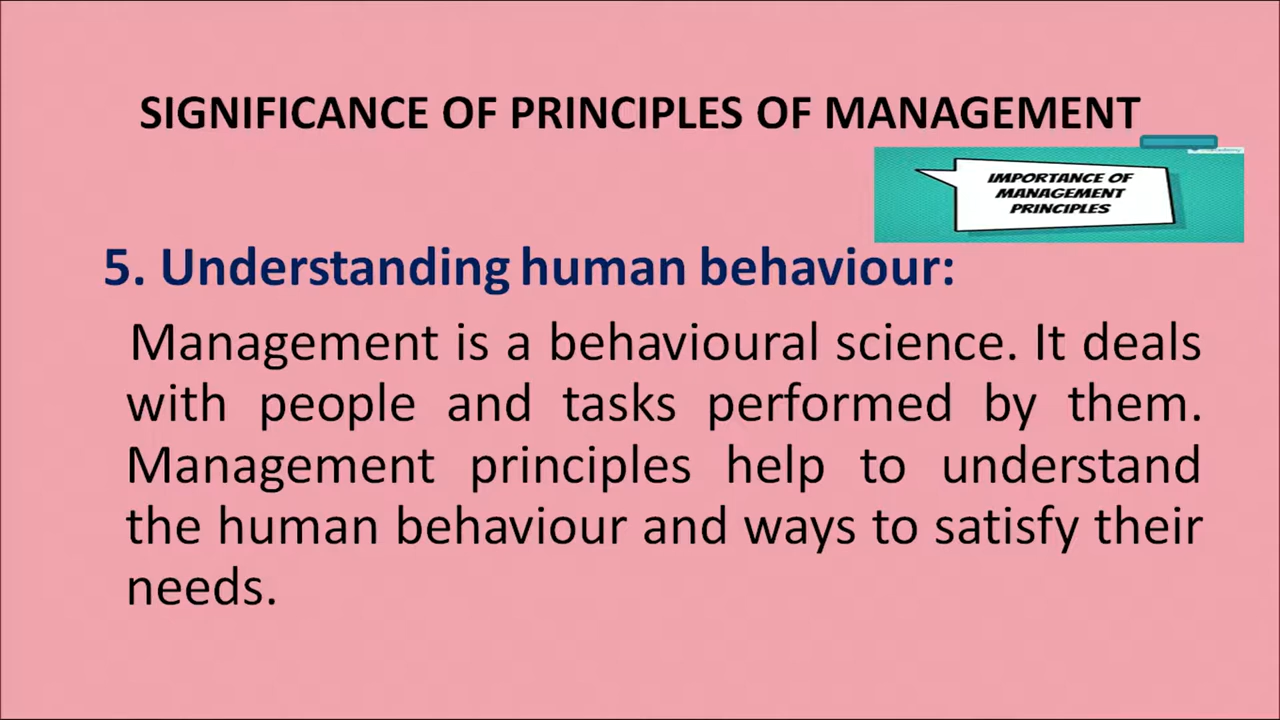 SIGNIFICANCE OF PRINCIPLES OF MANAGEMENT
IMPORTANCE OF
MANAGEMENT
PRINCIPLES
5. Understanding human behaviour:
Management is a behavioural science. It deals
with people and tasks performed by them.
Management principles help to understand
the human behaviour and ways to satisfy their
needs.